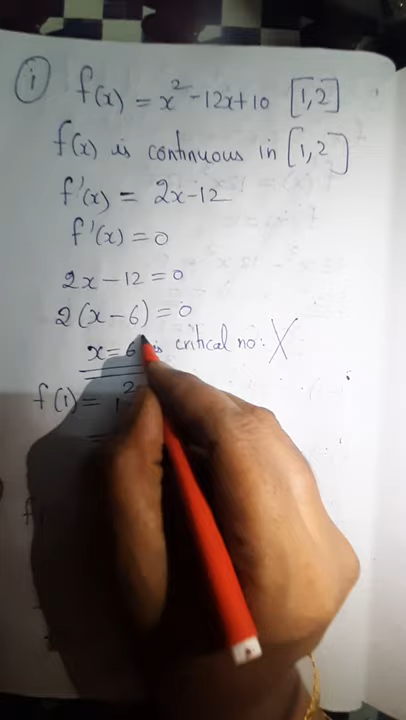 i f(x) = x² - 12x + 10 [1,2]
f(x) is continuous in [1,2]
f'(x) = 2x - 12
f'(x) = 0
2x - 12 = 0
2(x - 6) = 0
x = 6 is critical no: X
f(1) = 1²